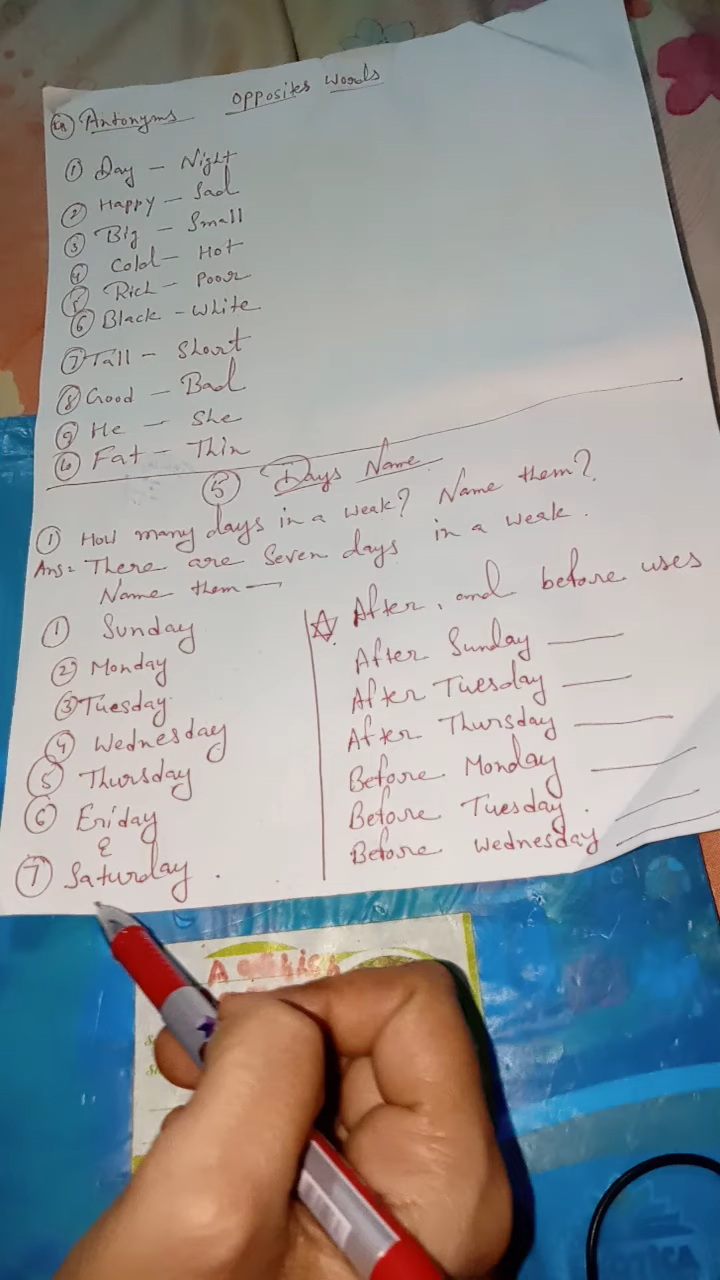 Antonyms Opposites Words
① Day — Night
② Happy — Sad
③ Big — Small
④ Cold — Hot
⑤ Rich — Poor
⑥ Black - White
⑦ Tall — Short
⑧ Good — Bad
⑨ He — She
⑩ Fat — Thin
⑤ Days Name
① How many days in a weak? Name them?
Ans = There are seven days in a weak.
Name them —
① Sunday
② Monday
③ Tuesday
④ Wednesday
⑤ Thursday
⑥ Friday
&
⑦ Saturday.
☆ After, and before uses
After Sunday ——
After Tuesday ——
After Thursday ——
Before Monday ——
Before Tuesday. ——
Before Wednesday ——